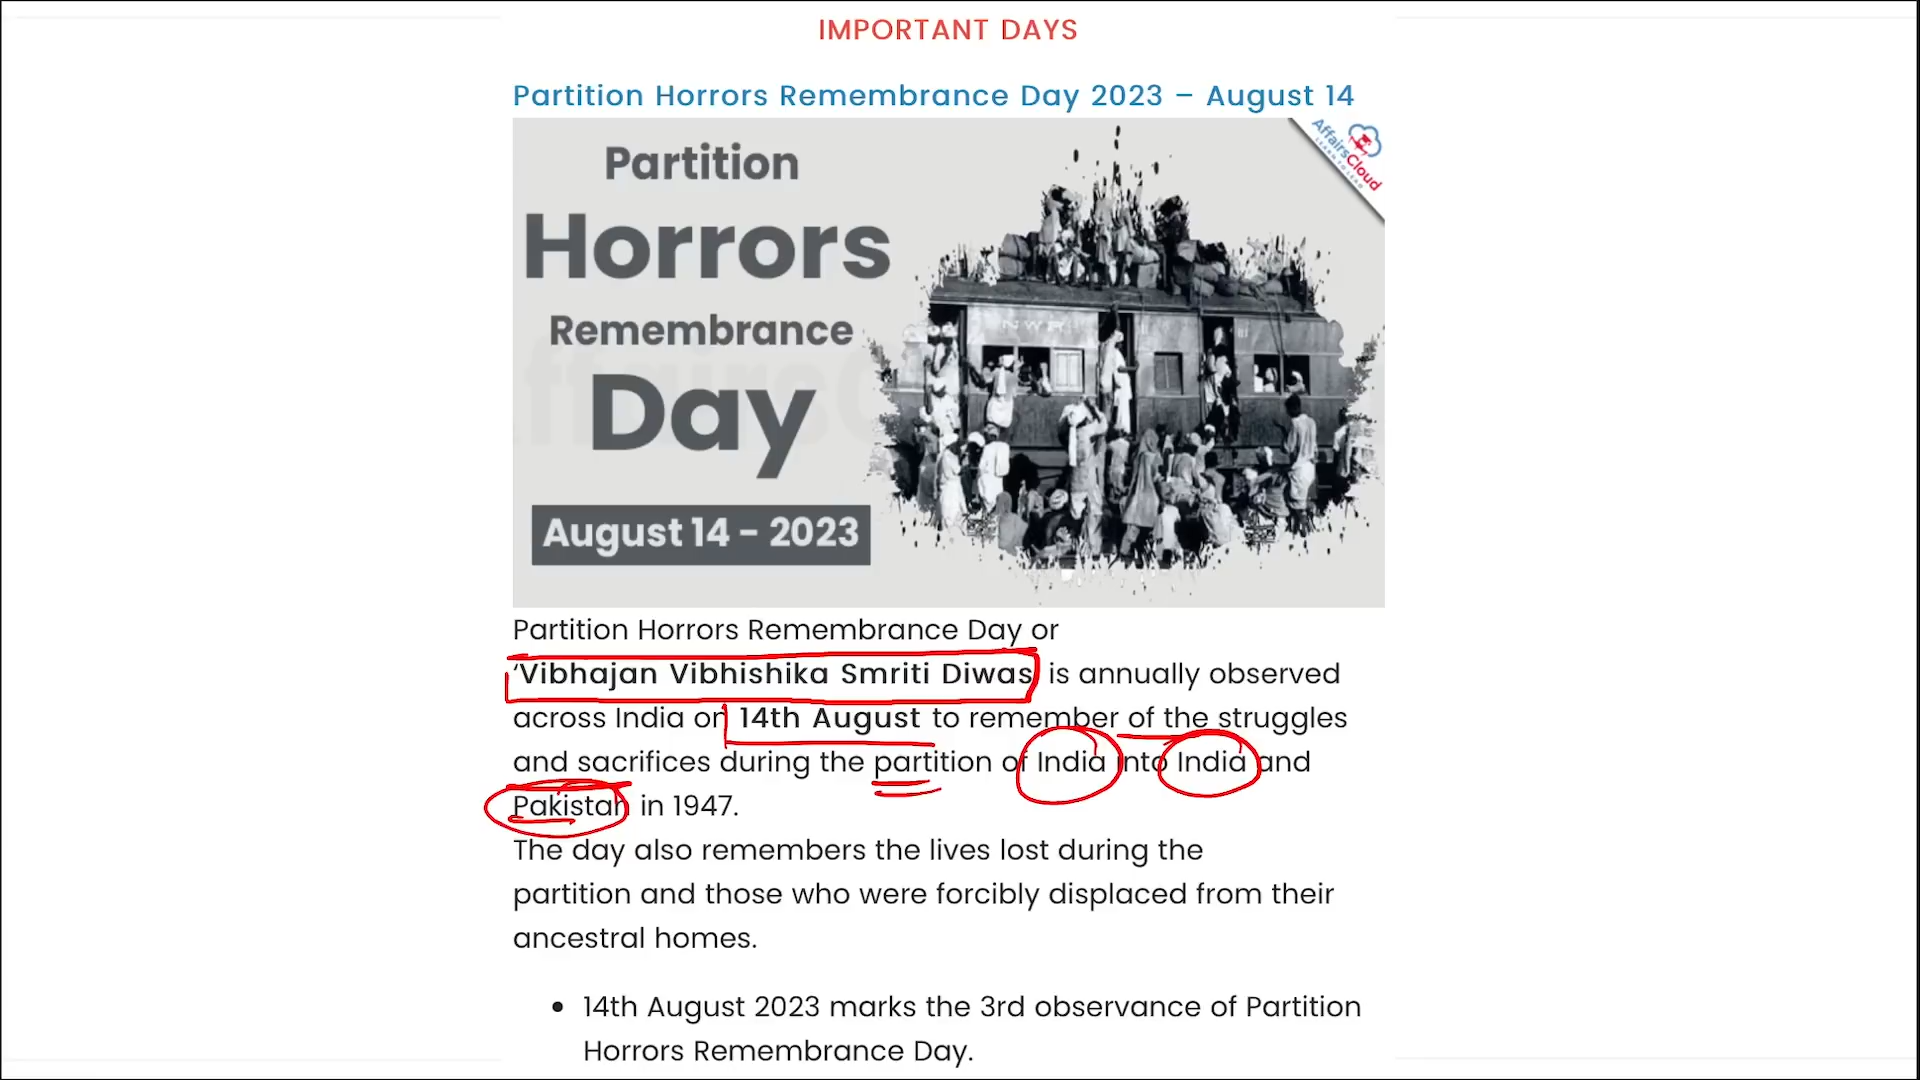 IMPORTANT DAYS
Partition Horrors Remembrance Day 2023 – August 14
Partition
Horrors
Remembrance
Day
August 14 - 2023
AffairsCloud
NWR
Partition Horrors Remembrance Day or
‘Vibhajan Vibhishika Smriti Diwas’ is annually observed
across India on 14th August to remember of the struggles
and sacrifices during the partition of India into India and
Pakistan in 1947.
The day also remembers the lives lost during the
partition and those who were forcibly displaced from their
ancestral homes.
• 14th August 2023 marks the 3rd observance of Partition
Horrors Remembrance Day.